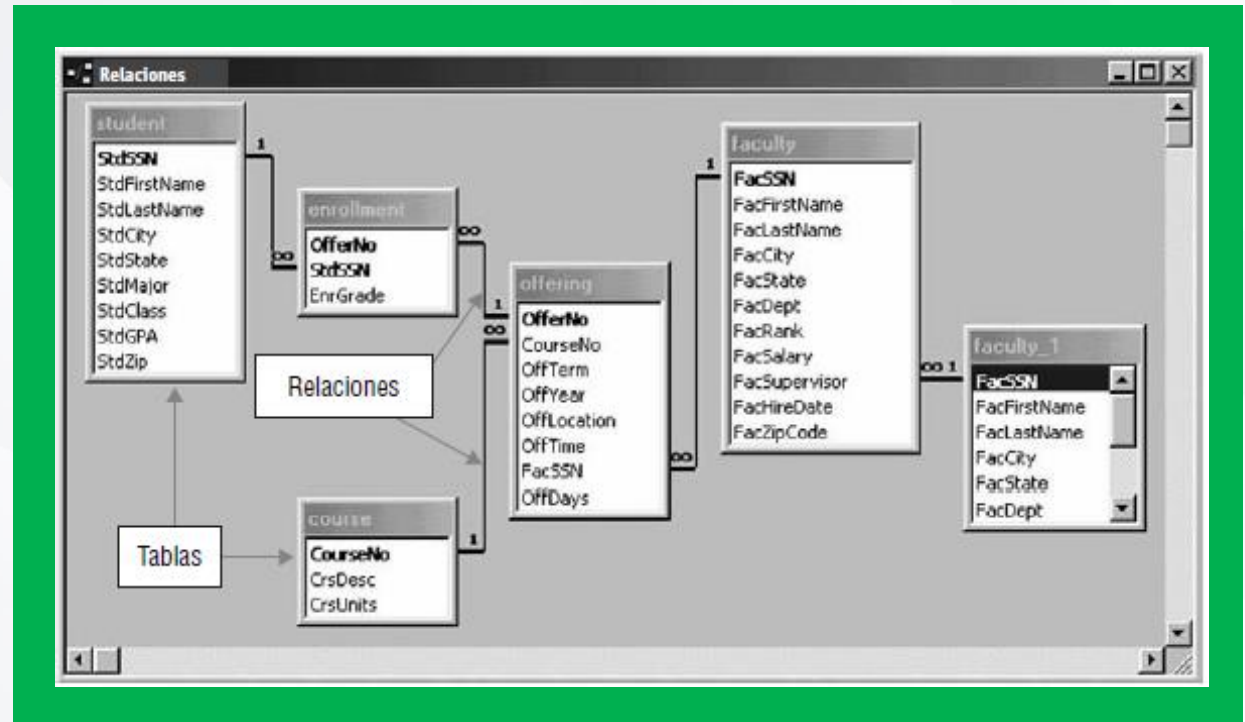 Relaciones
student
StdSSN
StdFirstName
StdLastName
StdCity
StdState
StdMajor
StdClass
StdGPA
StdZip
1
∞
enrollment
OfferNo
StdSSN
EnrGrade
∞
1
∞
offering
OfferNo
CourseNo
OffTerm
OffYear
OffLocation
OffTime
FacSSN
OffDays
∞
1
faculty
FacSSN
FacFirstName
FacLastName
FacCity
FacState
FacDept
FacRank
FacSalary
FacSupervisor
FacHireDate
FacZipCode
∞ 1
faculty_1
FacSSN
FacFirstName
FacLastName
FacCity
FacState
FacDept
Relaciones
Tablas
course
CourseNo
CrsDesc
CrsUnits
1